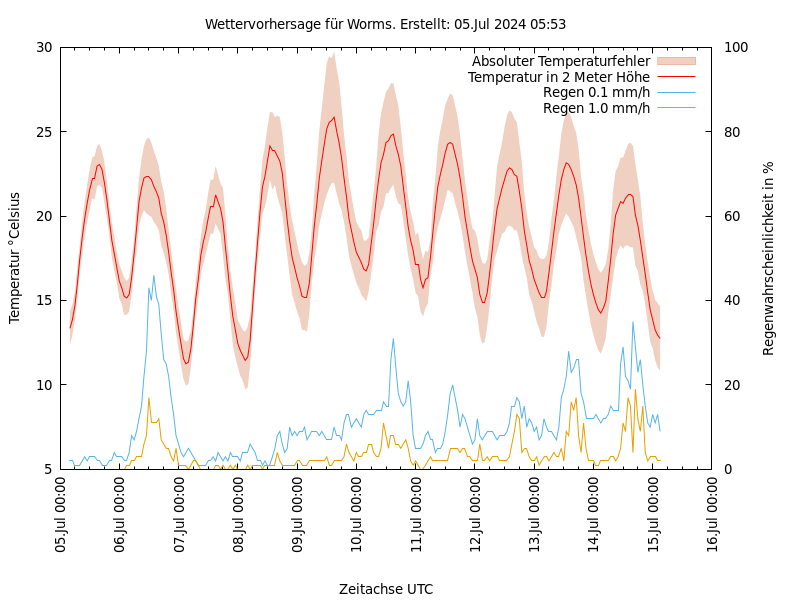 Wettervorhersage für Worms. Erstellt: 05.Jul 2024 05:53
Absoluter Temperaturfehler
Temperatur in 2 Meter Höhe
Regen 0.1 mm/h
Regen 1.0 mm/h
Temperatur °Celsius
30
25
20
15
10
5
Regenwahrscheinlichkeit in %
100
80
60
40
20
0
05.Jul 00:00
06.Jul 00:00
07.Jul 00:00
08.Jul 00:00
09.Jul 00:00
10.Jul 00:00
11.Jul 00:00
12.Jul 00:00
13.Jul 00:00
14.Jul 00:00
15.Jul 00:00
16.Jul 00:00
Zeitachse UTC